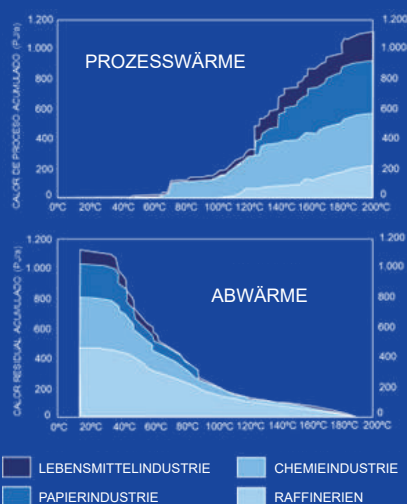 CALOR DE PROCESO ACUMULADO (PJ/a)
PROZESSWÄRME
1.200 1.200
1.000 1.000
800 800
600 600
400 400
200 200
0 0
0ºC 20ºC 40ºC 60ºC 80ºC 100ºC 120ºC 140ºC 160ºC 180ºC 200ºC
CALOR RESIDUAL ACUMULADO (PJ/a)
ABWÄRME
1.200 1.200
1.000 1.000
800 800
600 600
400 400
200 200
0 0
0ºC 20ºC 40ºC 60ºC 80ºC 100ºC 120ºC 140ºC 160ºC 180ºC 200ºC
LEBENSMITTELINDUSTRIE CHEMIEINDUSTRIE
PAPIERINDUSTRIE RAFFINERIEN